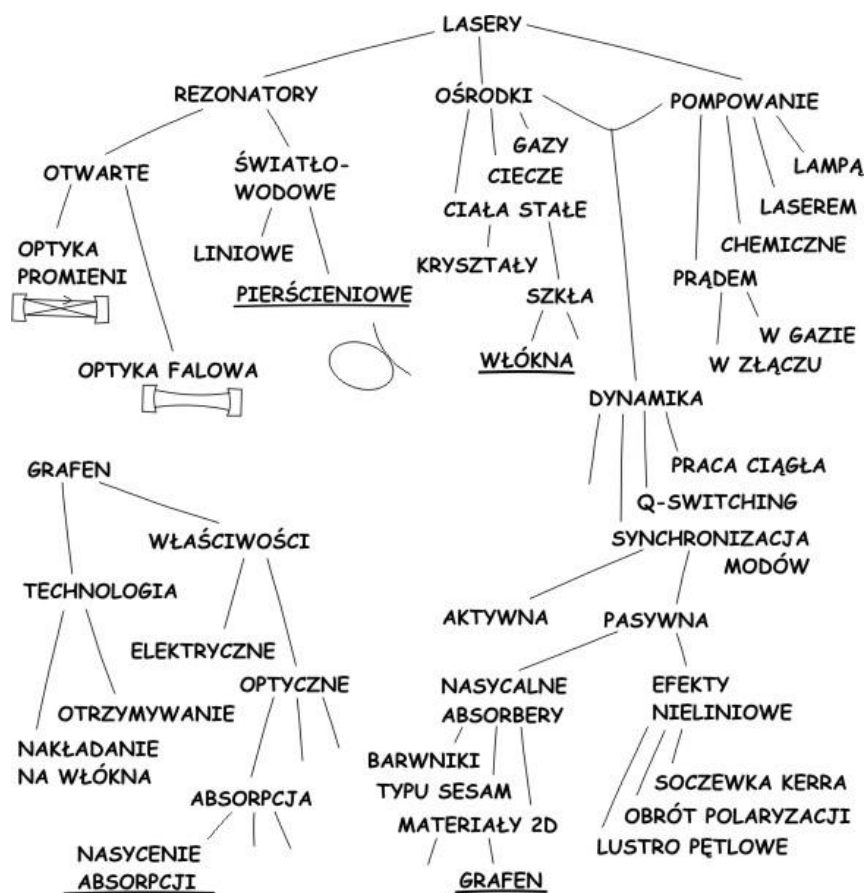 LASERY
REZONATORY
OŚRODKI
POMPOWANIE
OTWARTE
ŚWIATŁO-
WODOWE
GAZY
CIECZE
CIAŁA STAŁE
LAMPĄ
LASEREM
CHEMICZNE
PRĄDEM
OPTYKA
PROMIENI
LINIOWE
PIERŚCIENIOWE
KRYSZTAŁY
SZKŁA
WŁÓKNA
W GAZIE
W ZŁĄCZU
OPTYKA FALOWA
DYNAMIKA
PRACA CIĄGŁA
Q-SWITCHING
SYNCHRONIZACJA
MODÓW
AKTYWNA
PASYWNA
NASYCALNE
ABSORBERY
EFEKTY
NIELINIOWE
BARWNIKI
TYPU SESAM
MATERIAŁY 2D
GRAFEN
SOCZEWKA KERRA
OBRÓT POLARYZACJI
LUSTRO PĘTLOWE
GRAFEN
WŁAŚCIWOŚCI
TECHNOLOGIA
ELEKTRYCZNE
OPTYCZNE
OTRZYMYWANIE
NAKŁADANIE
NA WŁÓKNA
ABSORPCJA
NASYCENIE
ABSORPCJI